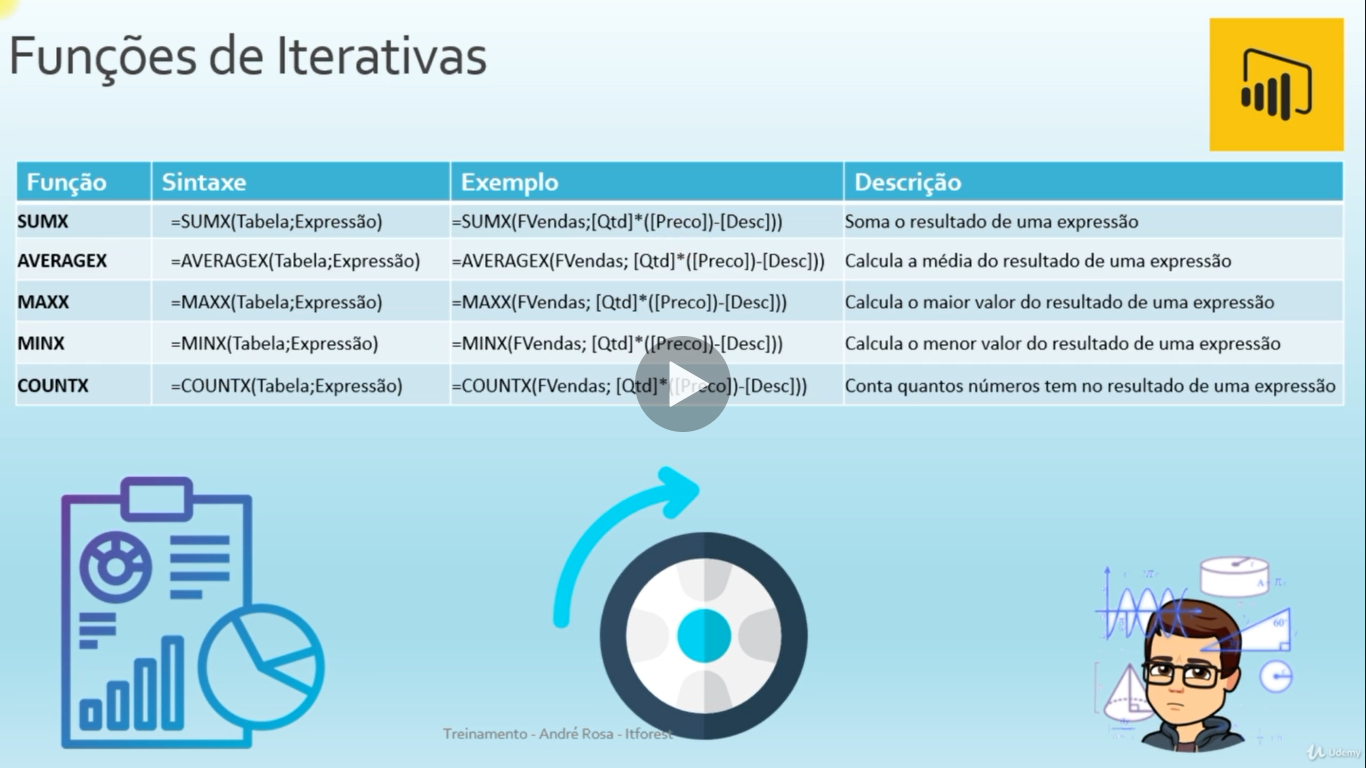 Funções de Iterativas
Função Sintaxe Exemplo Descrição
SUMX =SUMX(Tabela;Expressão) =SUMX(FVendas;[Qtd]*([Preco])-[Desc])) Soma o resultado de uma expressão
AVERAGEX =AVERAGEX(Tabela;Expressão) =AVERAGEX(FVendas; [Qtd]*([Preco])-[Desc])) Calcula a média do resultado de uma expressão
MAXX =MAXX(Tabela;Expressão) =MAXX(FVendas; [Qtd]*([Preco])-[Desc])) Calcula o maior valor do resultado de uma expressão
MINX =MINX(Tabela;Expressão) =MINX(FVendas; [Qtd]*([Preco])-[Desc])) Calcula o menor valor do resultado de uma expressão
COUNTX =COUNTX(Tabela;Expressão) =COUNTX(FVendas; [Qtd]*([Preco])-[Desc])) Conta quantos números tem no resultado de uma expressão
60°
Treinamento - André Rosa - Itforest
Udemy